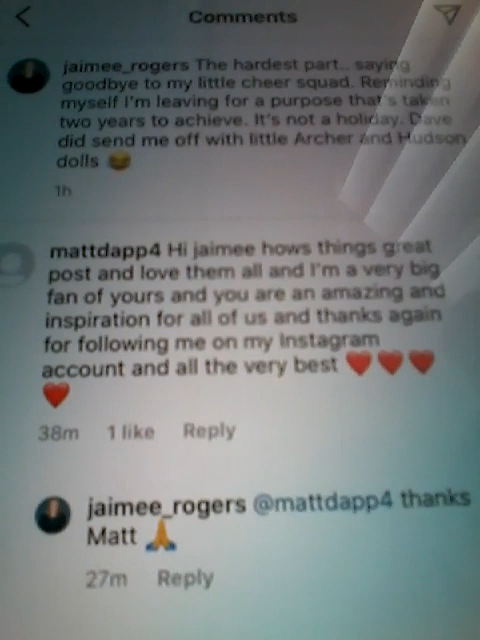 Comments
jaimee_rogers The hardest part.. saying
goodbye to my little cheer squad. Reminding
myself I'm leaving for a purpose that's taken
two years to achieve. It's not a holiday. Dave
did send me off with little Archer and Hudson
dolls 😂
1h
mattdapp4 Hi jaimee hows things great
post and love them all and I'm a very big
fan of yours and you are an amazing and
inspiration for all of us and thanks again
for following me on my Instagram
account and all the very best ❤️❤️❤️
❤️
38m 1 like Reply
jaimee_rogers @mattdapp4 thanks
Matt 🙏
27m Reply